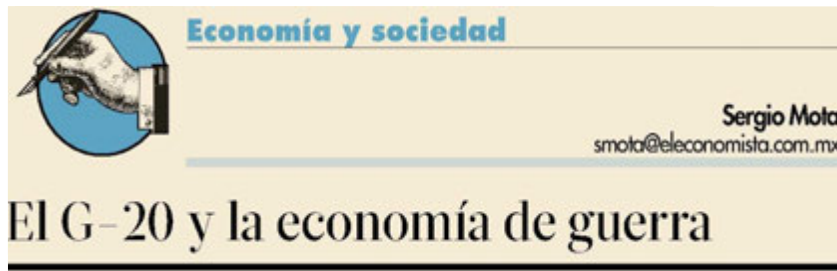 Economía y sociedad
Sergio Mota
smota@eleconomista.com.mx
El G-20 y la economía de guerra